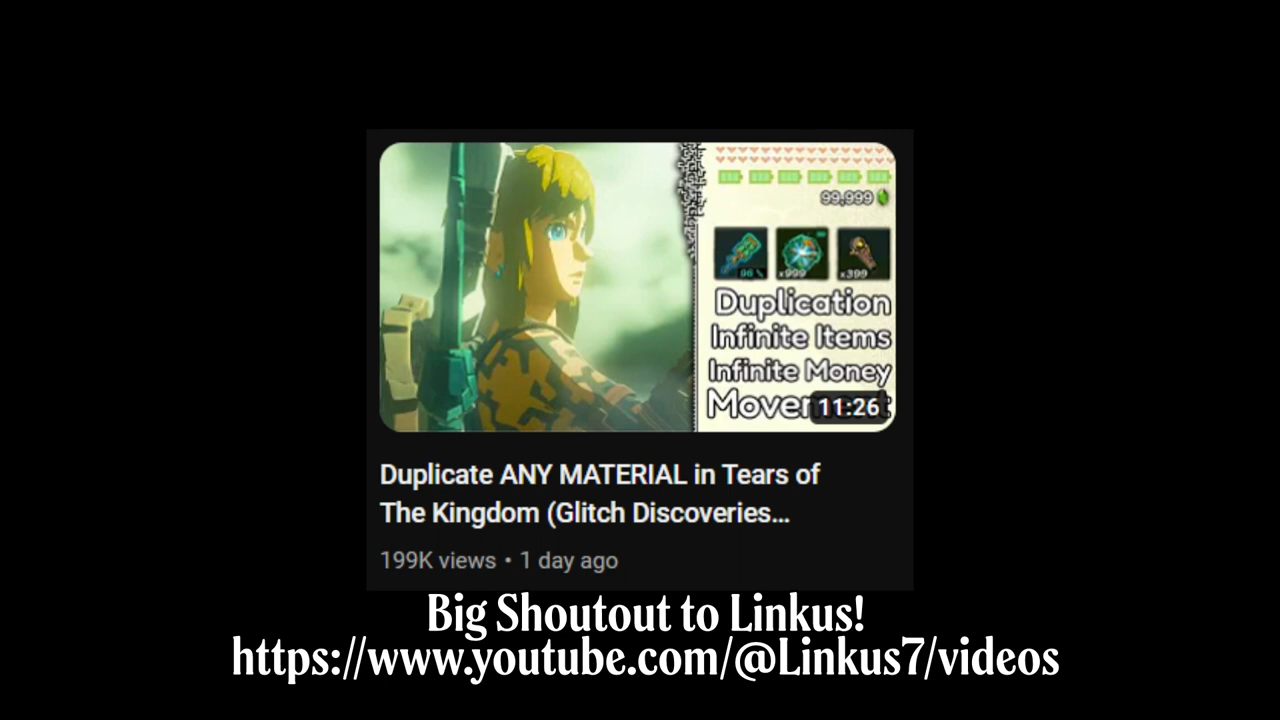 99,999
96
x999
x399
Duplication
Infinite Items
Infinite Money
Movement
11:26
Duplicate ANY MATERIAL in Tears of
The Kingdom (Glitch Discoveries...
199K views • 1 day ago
Big Shoutout to Linkus!
https://www.youtube.com/@Linkus7/videos